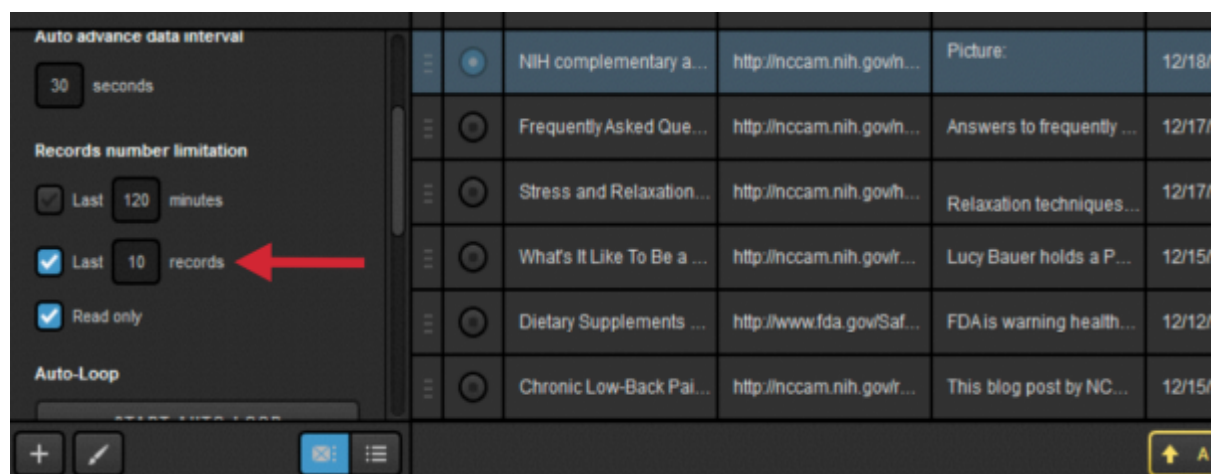 Auto advance data interval
30 seconds
Records number limitation
Last 120 minutes
Last 10 records
Read only
Auto-Loop
START AUTO-LOOP
NIH complementary a... http://nccam.nih.gov/n... Picture: 12/18/
Frequently Asked Que... http://nccam.nih.gov/n... Answers to frequently ... 12/17/
Stress and Relaxation... http://nccam.nih.gov/h... Relaxation techniques... 12/17/
What's It Like To Be a ... http://nccam.nih.gov/r... Lucy Bauer holds a P... 12/15/
Dietary Supplements ... http://www.fda.gov/Saf... FDA is warning health... 12/12/
Chronic Low-Back Pai... http://nccam.nih.gov/r... This blog post by NC... 12/15/
A